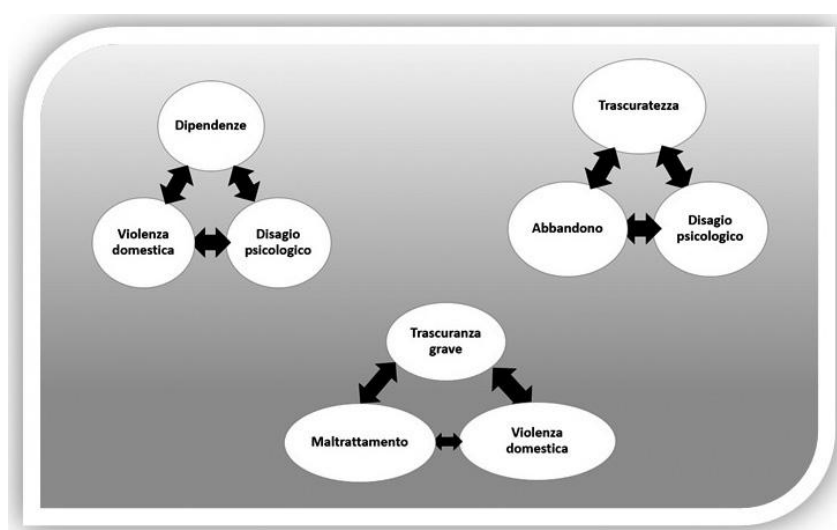 Dipendenze
Violenza
domestica
Disagio
psicologico
Trascuratezza
Abbandono
Disagio
psicologico
Trascuranza
grave
Maltrattamento
Violenza
domestica